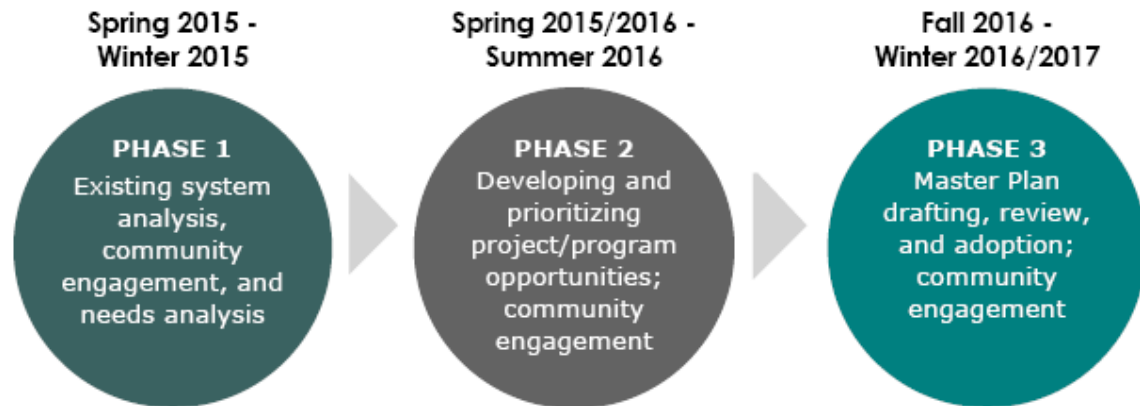 Spring 2015 -
Winter 2015
PHASE 1
Existing system
analysis,
community
engagement, and
needs analysis
Spring 2015/2016 -
Summer 2016
PHASE 2
Developing and
prioritizing
project/program
opportunities;
community
engagement
Fall 2016 -
Winter 2016/2017
PHASE 3
Master Plan
drafting, review,
and adoption;
community
engagement